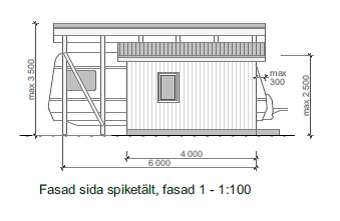 max 3 500
max
300
max 2 500
4 000
6 000
Fasad sida spiketält, fasad 1 - 1:100